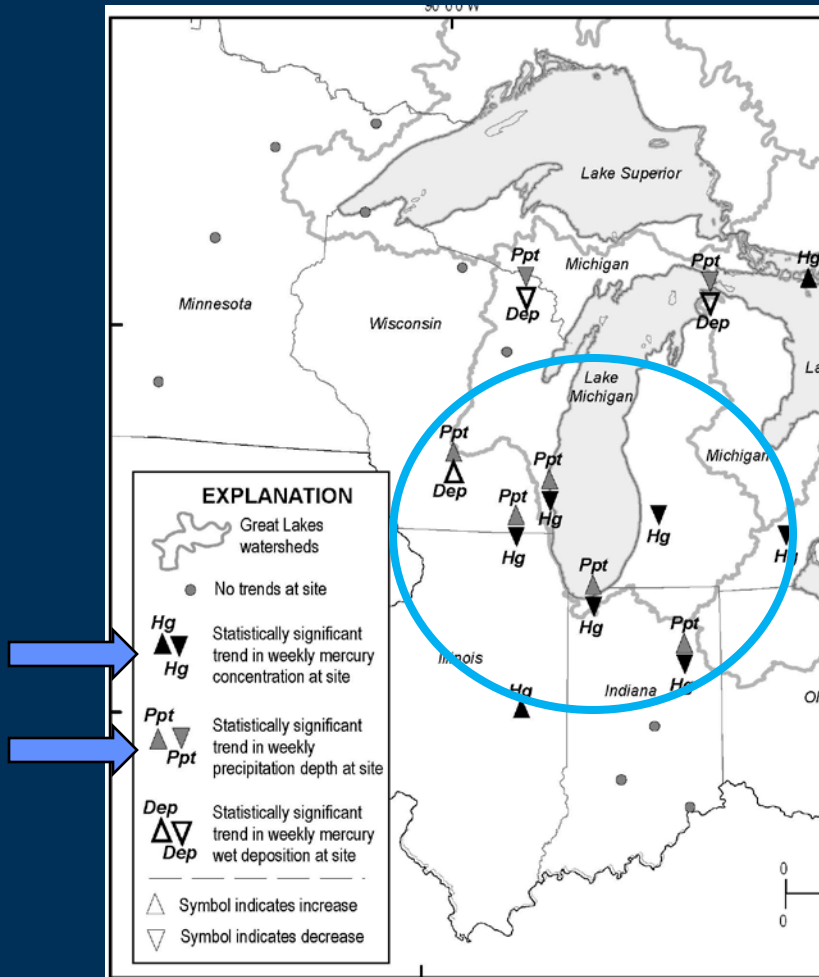 Lake Superior
Ppt
Michigan
Ppt
Hg
Minnesota
Dep
Dep
Wisconsin
Lake
Michigan
La
Ppt
Dep
Ppt
Michigan
Ppt
Hg
Hg
Hg
Hg
Ppt
Hg
Ppt
Hg
Illinois
Hg
Indiana
Ol
EXPLANATION
Great Lakes
watersheds
No trends at site
Hg
Hg
Statistically significant
trend in weekly mercury
concentration at site
Ppt
Ppt
Statistically significant
trend in weekly
precipitation depth at site
Dep
Dep
Statistically significant
trend in weekly mercury
wet deposition at site
Symbol indicates increase
Symbol indicates decrease
0
0